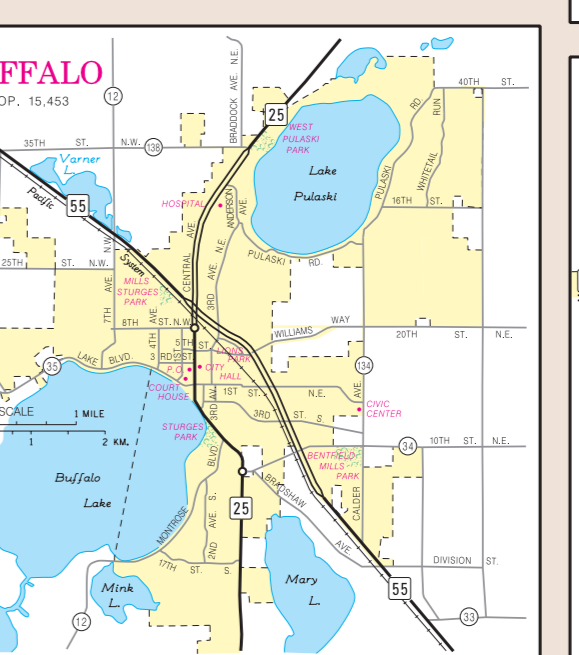 FFALO
OP. 15,453
12
40TH ST.
BRADDOCK AVE. N.E.
25
WEST
PULASKI
PARK
RD.
RUN
35TH ST. N.W.
138
Varner
L.
Lake
Pulaski
PULASKI
WHITETAIL
Pacific
55
HOSPITAL
ANDERSON
AVE.
16TH ST.
System
N.W.
CENTRAL AVE.
N.E.
PULASKI RD.
25TH ST. N.W.
MILLS
STURGES
PARK
7TH AVE.
3RD AVE.
8TH ST. N.W.
4TH AVE.
WILLIAMS WAY
20TH ST. N.E.
5TH ST.
LIONS
PARK
LAKE BLVD.
3RD ST.
1ST
35
P.O.
CITY
HALL
134
COURT
HOUSE
1ST ST. N.E.
AVE.
SCALE
1 MILE
3RD AV.
3RD ST. S.
CIVIC
CENTER
1 2 KM.
STURGES
PARK
34
10TH ST. N.E.
BENTFIELD
MILLS
PARK
BLVD.
Buffalo
Lake
BRADSHAW
AVE.
CALDER
25
MONTROSE
2ND AVE. S.
17TH ST. S.
DIVISION ST.
Mink
L.
Mary
L.
55
12
33